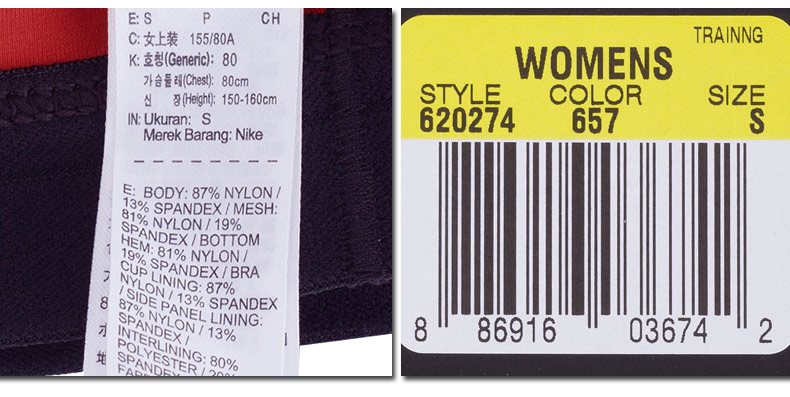 E: S P CH
C: 女上装 155/80A
K: 호칭(Generic): 80
가슴둘레(Chest): 80cm
신 장(Height): 150-160cm
IN: Ukuran: S
Merek Barang: Nike
E: BODY: 87% NYLON /
13% SPANDEX / MESH:
81% NYLON / 19%
SPANDEX / BOTTOM
HEM: 81% NYLON /
19% SPANDEX / BRA
CUP LINING: 87%
NYLON / 13% SPANDEX
/ SIDE PANEL LINING:
87% NYLON / 13%
SPANDEX /
INTERLINING: 80%
POLYESTER / 20%
TRAINNG
WOMENS
STYLE COLOR SIZE
620274 657 S
8 86916 03674 2